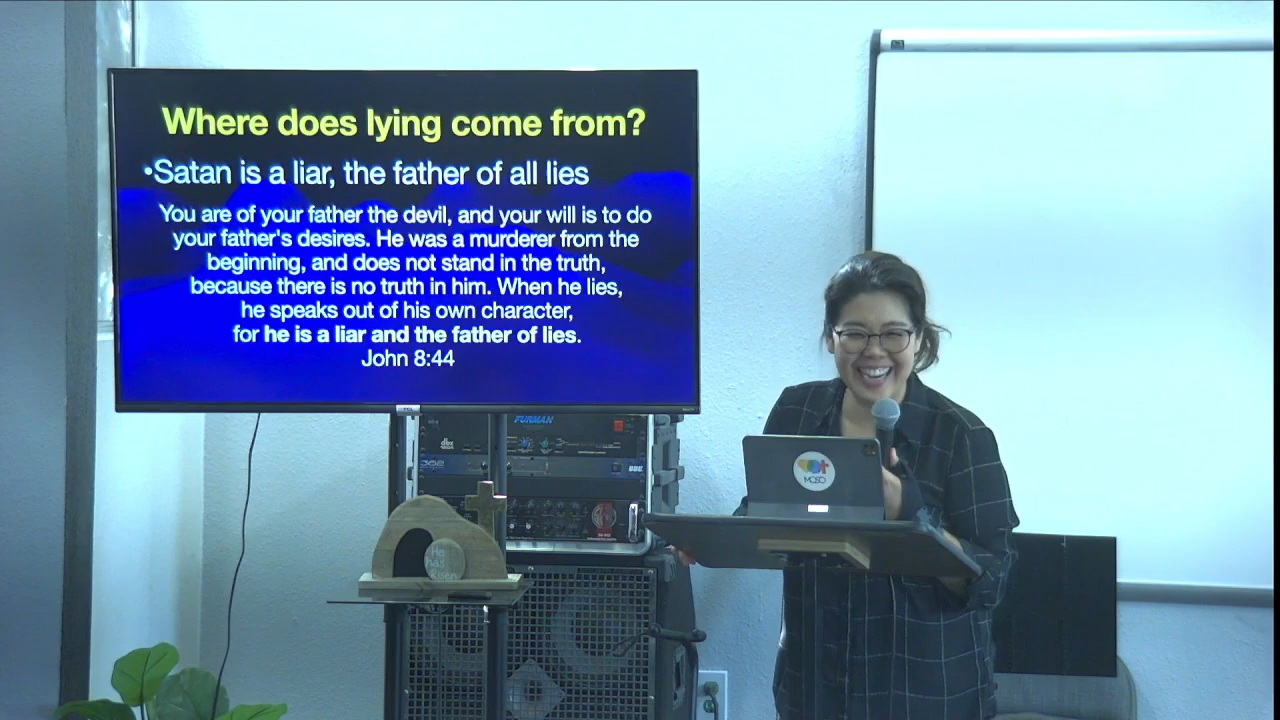 Where does lying come from?
•Satan is a liar, the father of all lies
You are of your father the devil, and your will is to do
your father's desires. He was a murderer from the
beginning, and does not stand in the truth,
because there is no truth in him. When he lies,
he speaks out of his own character,
for he is a liar and the father of lies.
John 8:44
FURMAN
dbx
BBE
He
Has
Risen